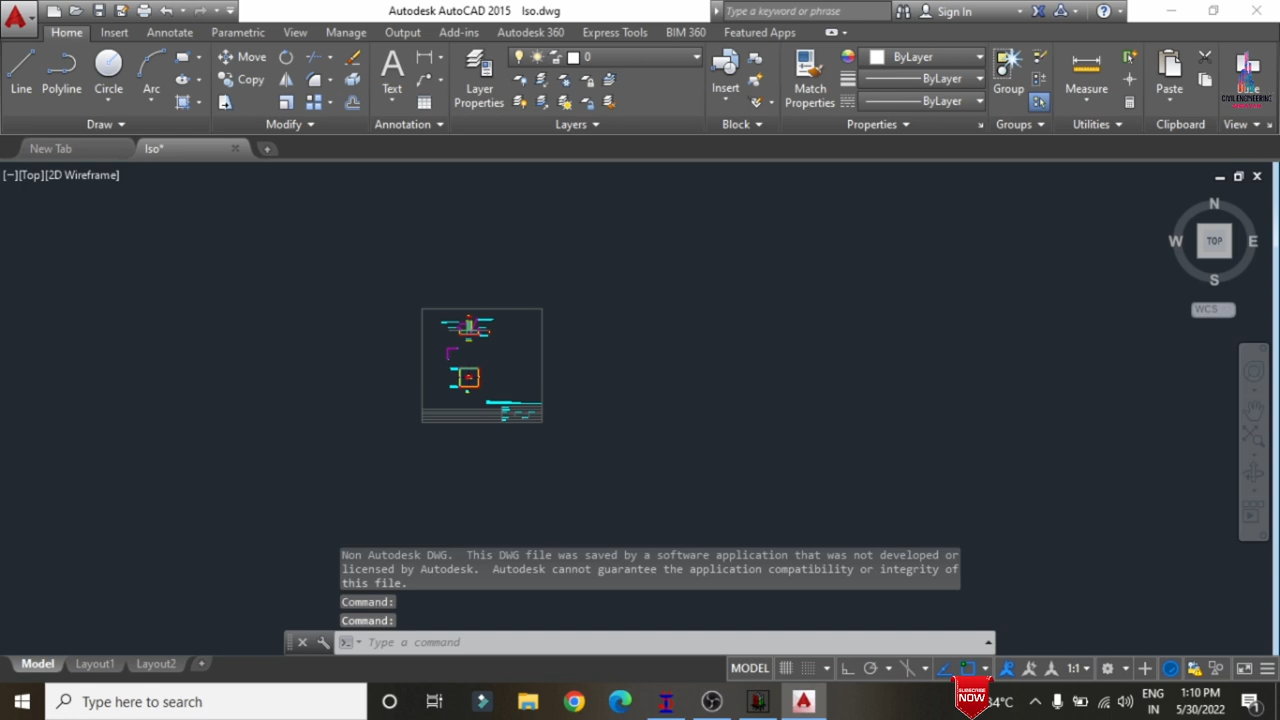 Autodesk AutoCAD 2015 Iso.dwg
Type a keyword or phrase
Sign In
Home Insert Annotate Parametric View Manage Output Add-ins Autodesk 360 Express Tools BIM 360 Featured Apps
Line Polyline Circle Arc
Move
Copy
Text
Layer
Properties
0
Insert
Match
Properties
ByLayer
ByLayer
ByLayer
Group
Measure
Paste
CIVIL ENGINEERING
Draw Modify Annotation Layers Block Properties Groups Utilities Clipboard View
New Tab Iso*
[−][Top][2D Wireframe]
N
W TOP E
S
WCS
Non Autodesk DWG. This DWG file was saved by a software application that was not developed or
licensed by Autodesk. Autodesk cannot guarantee the application compatibility or integrity of
this file.
Command:
Command:
Type a command
Model Layout1 Layout2
MODEL 1:1
SUBSCRIBE
NOW
Type here to search
34°C
ENG
IN
1:10 PM
5/30/2022